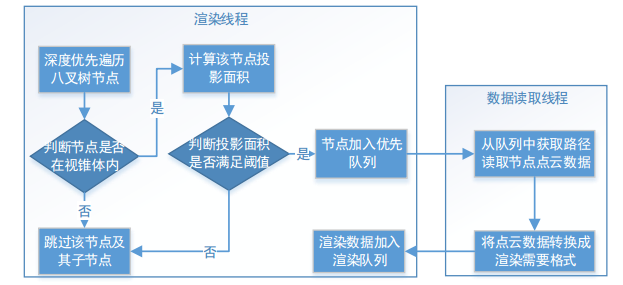 渲染线程
深度优先遍历
八叉树节点
计算该节点投
影面积
是
判断节点是否
在视锥体内
判断投影面积
是否满足阈值
是
节点加入优先
队列
否
跳过该节点及
其子节点
否
渲染数据加入
渲染队列
数据读取线程
从队列中获取路径
读取节点点云数据
将点云数据转换成
渲染需要格式